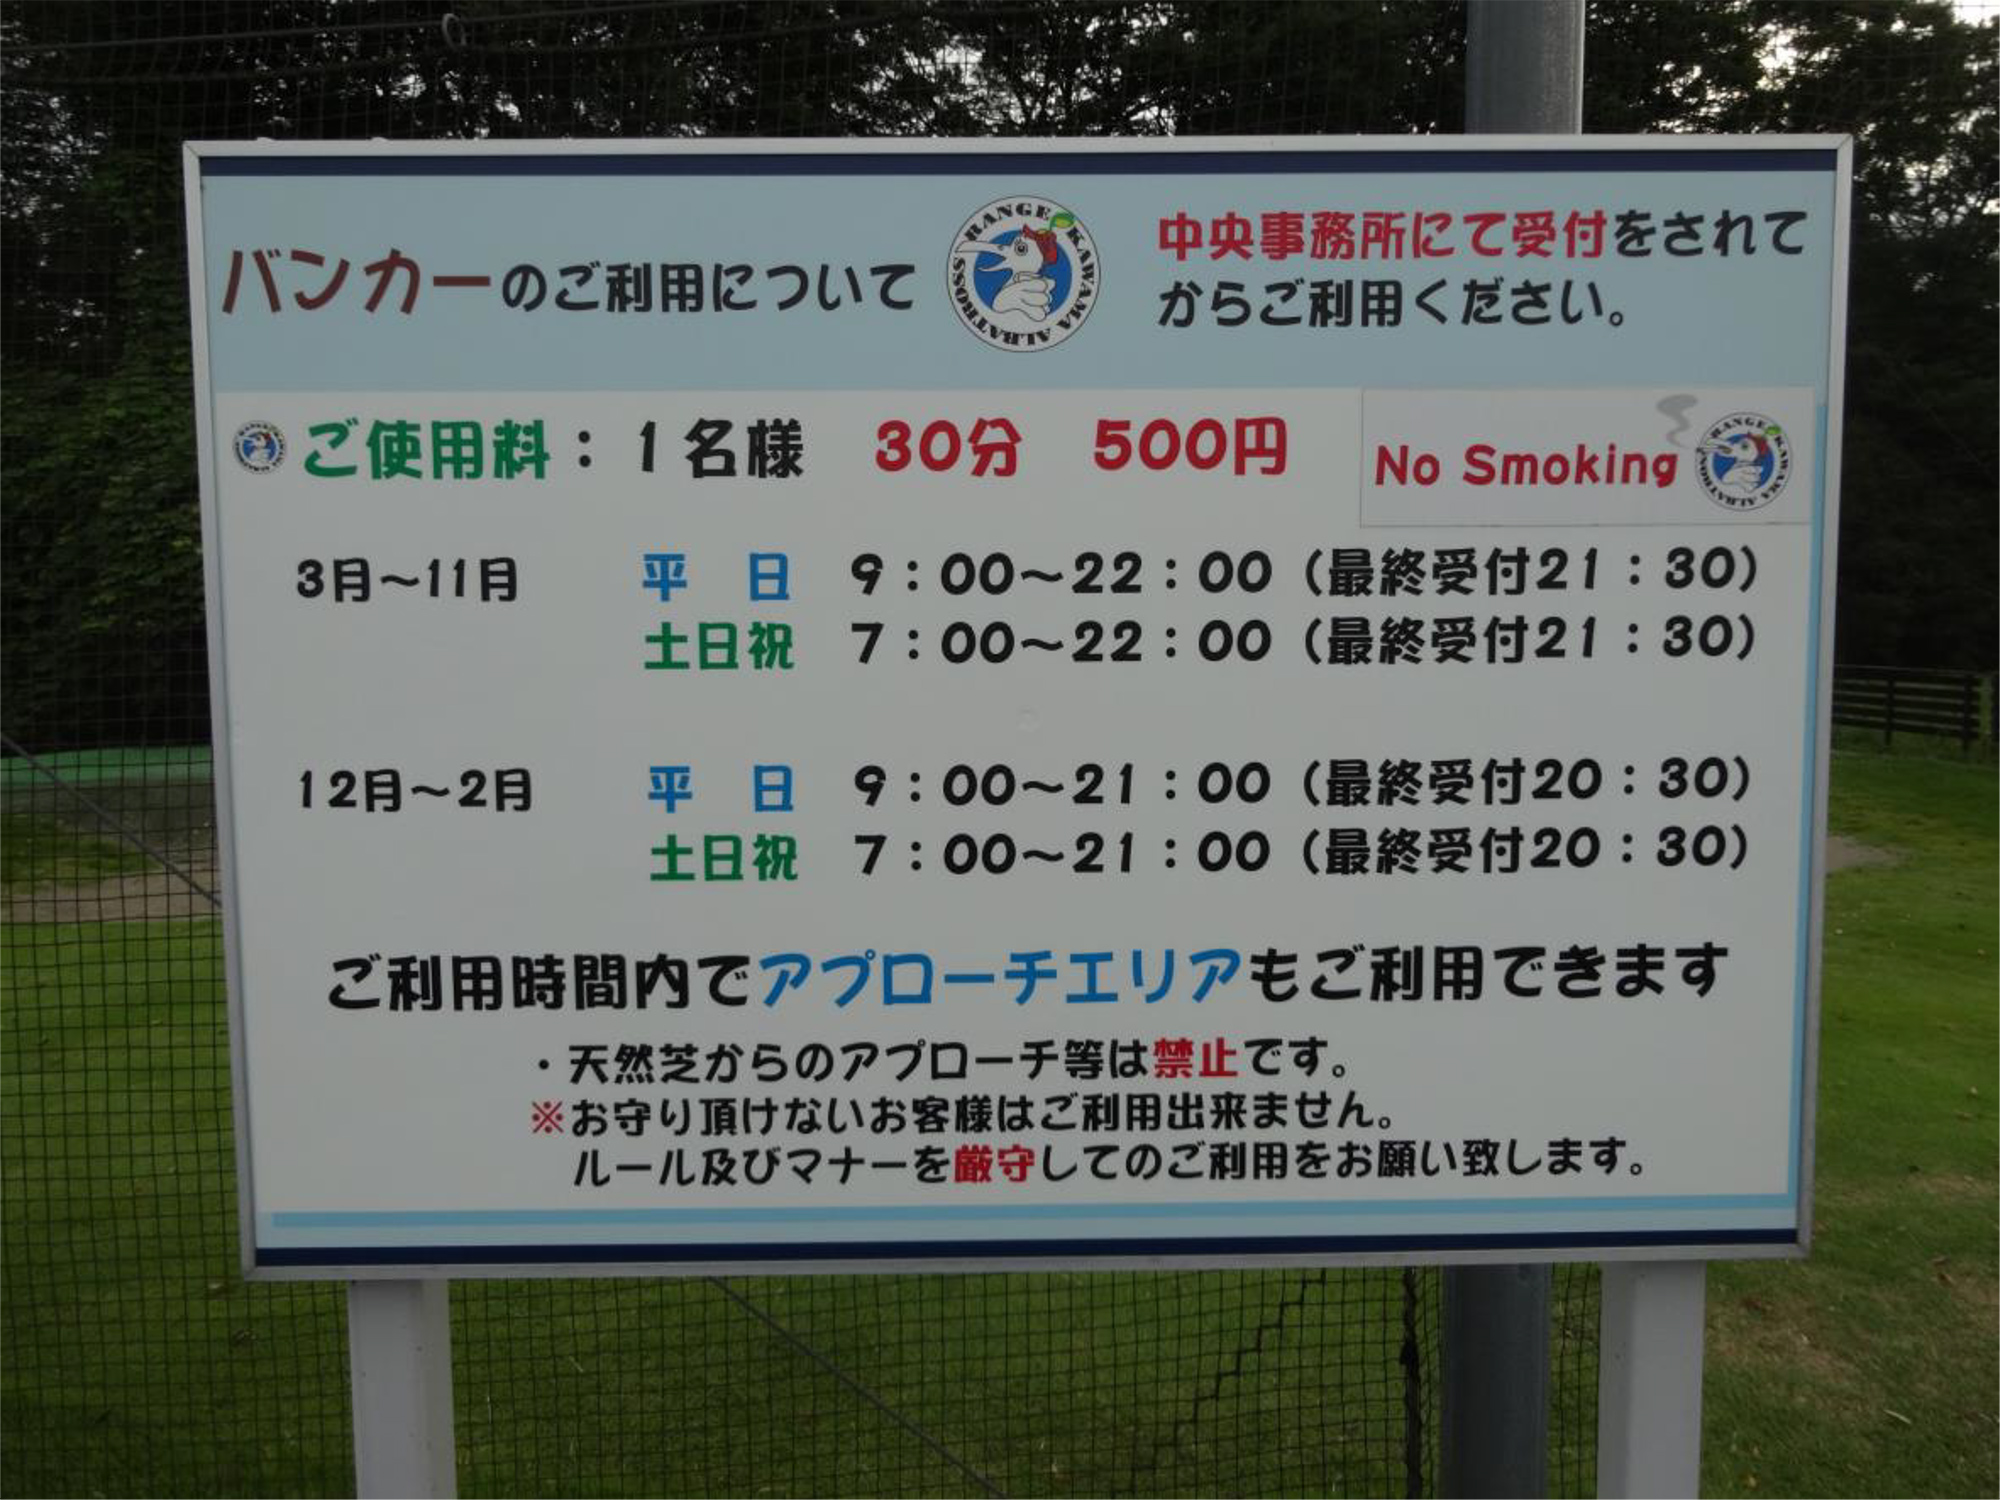 バンカーのご利用について
RANGE KAWAMA ALBATROSS
中央事務所にて受付をされて
からご利用ください。
ご使用料：1名様　30分　500円
No Smoking
RANGE KAWAMA ALBATROSS
3月～11月　平　日　9：00～22：00（最終受付21：30）
土日祝　7：00～22：00（最終受付21：30）
12月～2月　平　日　9：00～21：00（最終受付20：30）
土日祝　7：00～21：00（最終受付20：30）
ご利用時間内でアプローチエリアもご利用できます
・天然芝からのアプローチ等は禁止です。
※お守り頂けないお客様はご利用出来ません。
ルール及びマナーを厳守してのご利用をお願い致します。